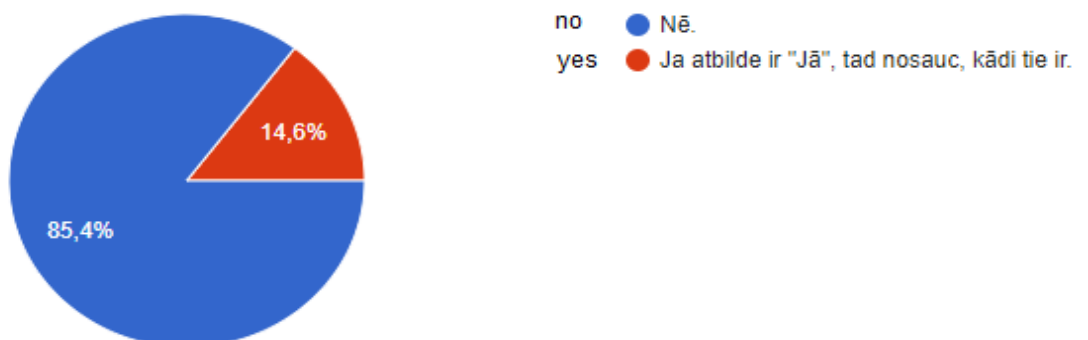 no Nē.
yes Ja atbilde ir "Jā", tad nosauc, kādi tie ir.
14,6%
85,4%